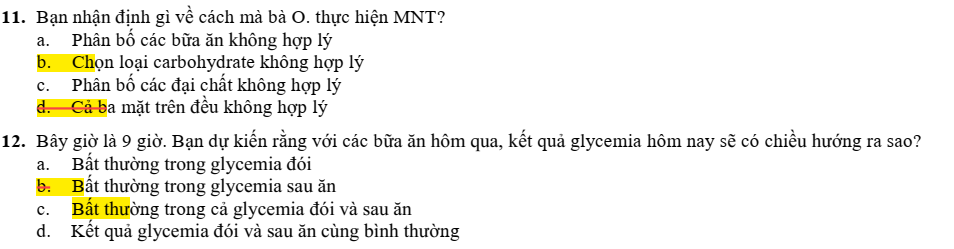 11. Bạn nhận định gì về cách mà bà O. thực hiện MNT?
a. Phân bố các bữa ăn không hợp lý
b. Chọn loại carbohydrate không hợp lý
c. Phân bố các đại chất không hợp lý
d. Cả ba mặt trên đều không hợp lý
12. Bây giờ là 9 giờ. Bạn dự kiến rằng với các bữa ăn hôm qua, kết quả glycemia hôm nay sẽ có chiều hướng ra sao?
a. Bất thường trong glycemia đói
b. Bất thường trong glycemia sau ăn
c. Bất thường trong cả glycemia đói và sau ăn
d. Kết quả glycemia đói và sau ăn cùng bình thường